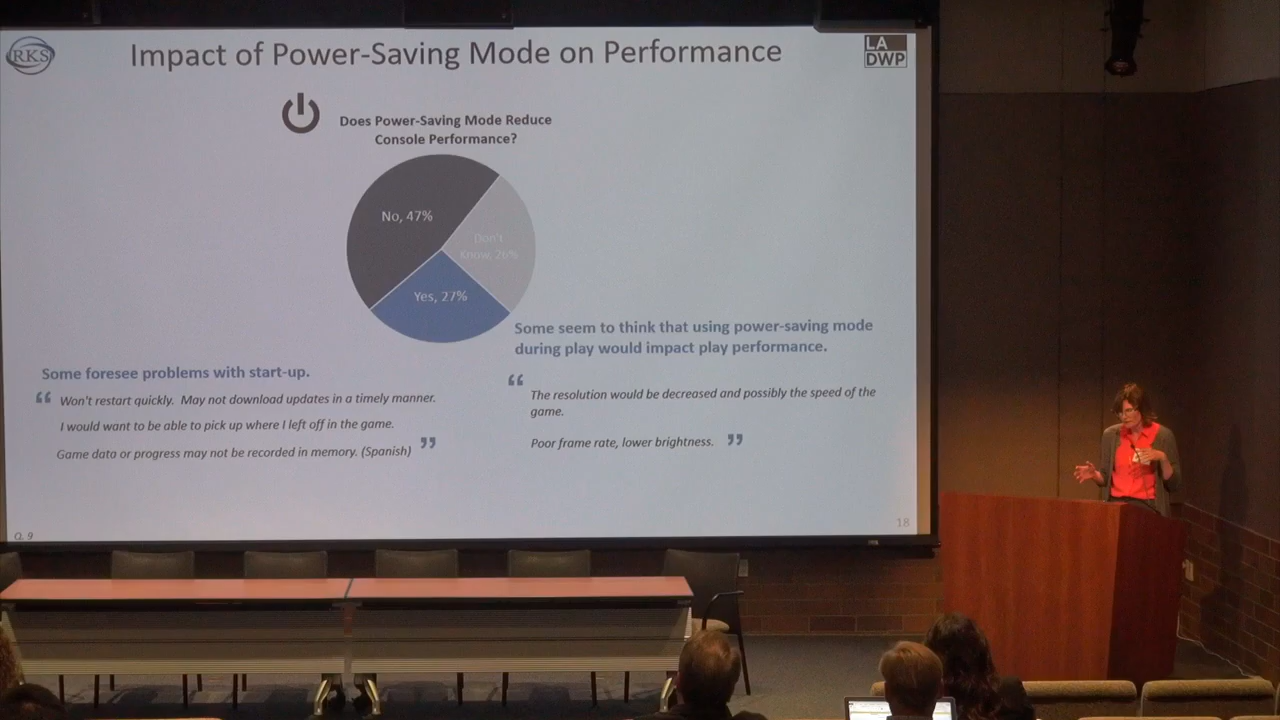 RKS
Impact of Power-Saving Mode on Performance
LA
DWP
Does Power-Saving Mode Reduce
Console Performance?
No, 47%
Don't
Know, 26%
Yes, 27%
Some seem to think that using power-saving mode
during play would impact play performance.
Some foresee problems with start-up.
“ Won't restart quickly. May not download updates in a timely manner.
I would want to be able to pick up where I left off in the game.
Game data or progress may not be recorded in memory. (Spanish) ”
“ The resolution would be decreased and possibly the speed of the
game.
Poor frame rate, lower brightness. ”
Q. 9
18